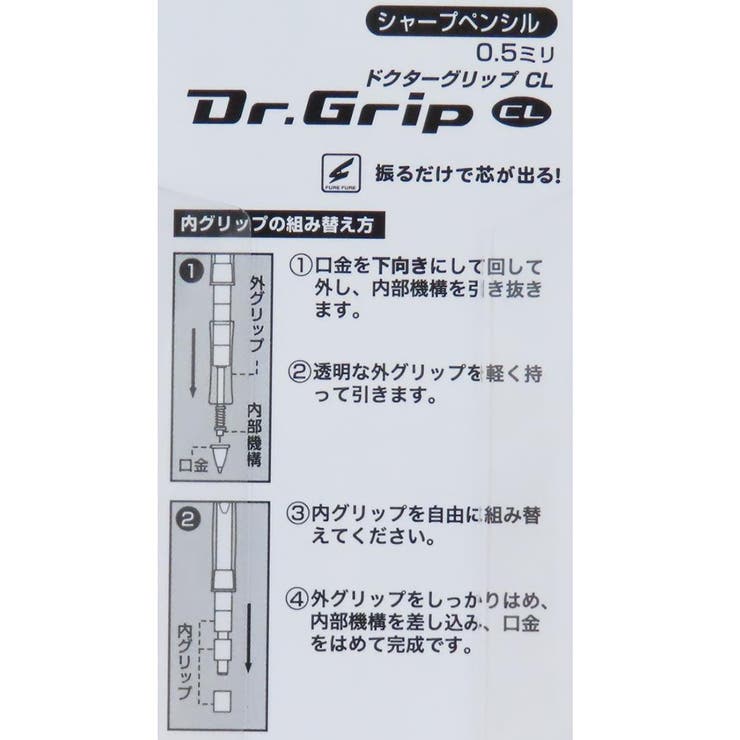 シャープペンシル
0.5ミリ
ドクターグリップ CL
Dr.Grip CL
FURE FURE
振るだけで芯が出る!
内グリップの組み替え方
①
外グリップ
内部機構
口金
①口金を下向きにして回して
外し、内部機構を引き抜き
ます。
②透明な外グリップを軽く持
って引きます。
②
内グリップ
③内グリップを自由に組み替
えてください。
④外グリップをしっかりはめ、
内部機構を差し込み、口金
をはめて完成です。